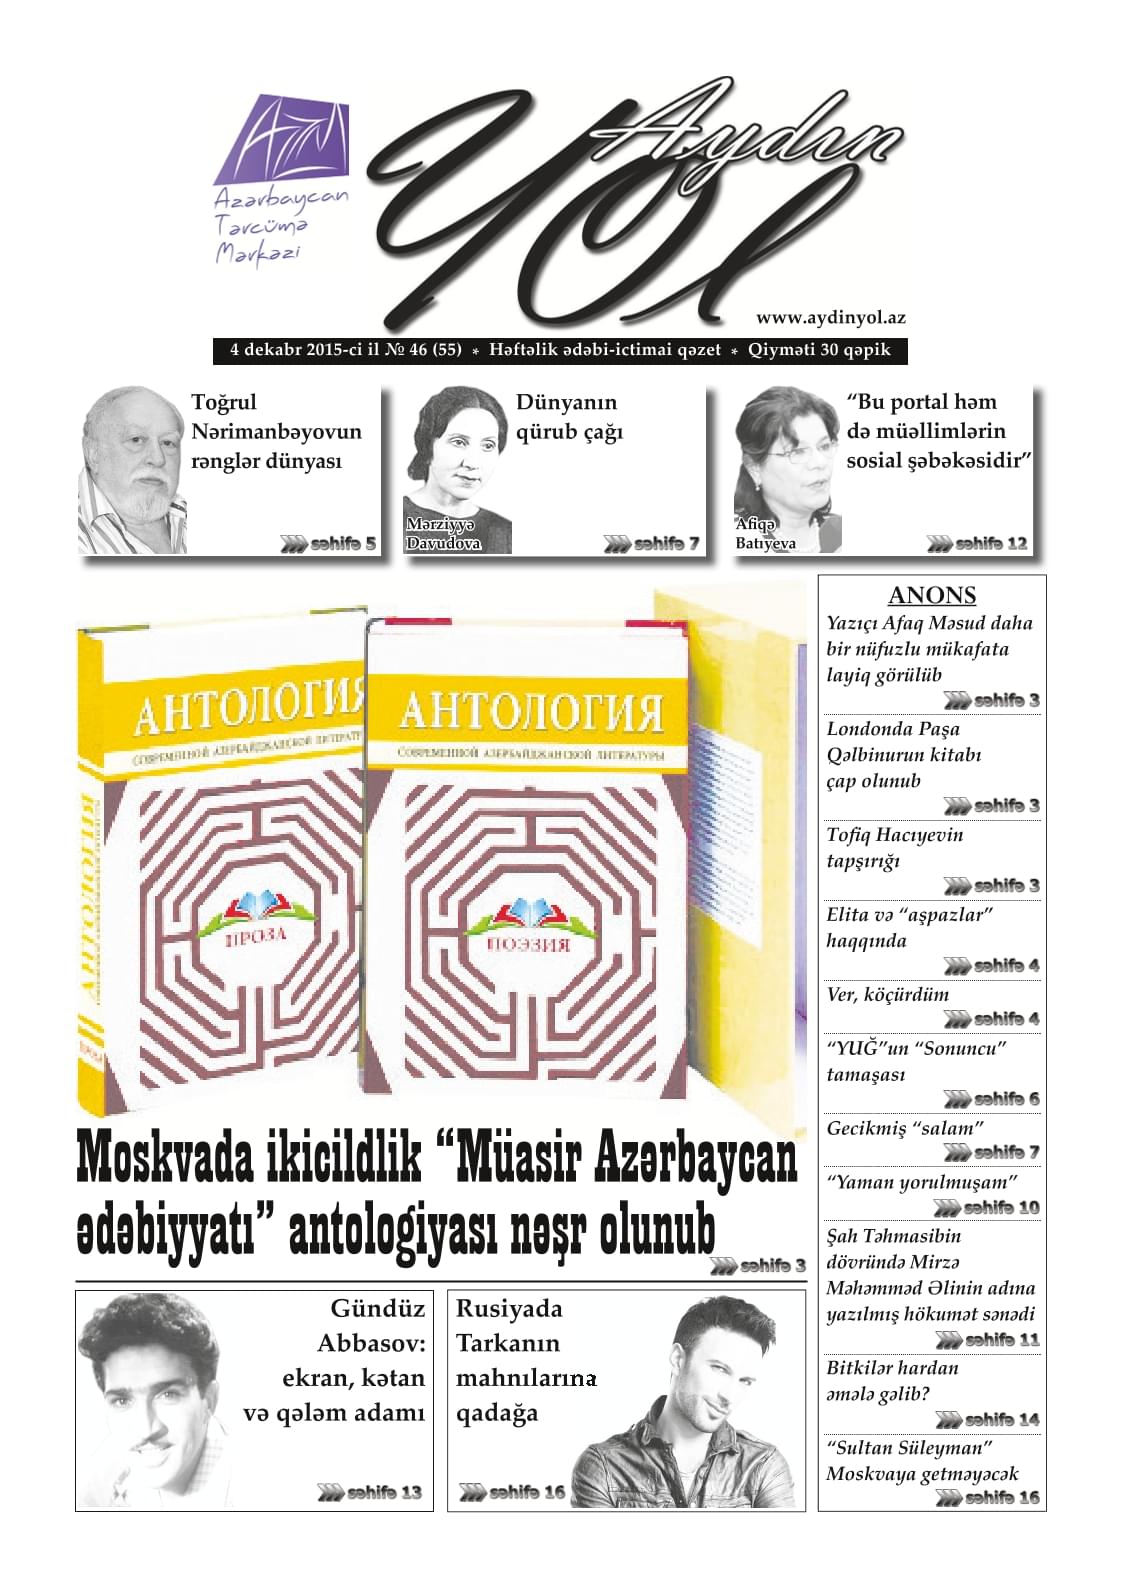 AzTM
Azərbaycan
Tərcümə
Mərkəzi
Aydın
Yol
www.aydinyol.az
4 dekabr 2015-ci il № 46 (55) * Həftəlik ədəbi-ictimai qəzet * Qiyməti 30 qəpik
Toğrul
Nərimanbəyovun
rənglər dünyası
səhifə 5
Dünyanın
qürub çağı
Mərziyyə
Davudova
səhifə 7
“Bu portal həm
də müəllimlərin
sosial şəbəkəsidir”
Afiqə
Batıyeva
səhifə 12
АНТОЛОГИЯ
СОВРЕМЕННОЙ АЗЕРБАЙДЖАНСКОЙ ЛИТЕРАТУРЫ
ПРОЗА
АНТОЛОГИЯ
ПРОЗА
АНТОЛОГИЯ
СОВРЕМЕННОЙ АЗЕРБАЙДЖАНСКОЙ ЛИТЕРАТУРЫ
ПОЭЗИЯ
Moskvada ikicildlik “Müasir Azərbaycan
ədəbiyyatı” antologiyası nəşr olunub
səhifə 3
Gündüz
Abbasov:
ekran, kətan
və qələm adamı
səhifə 13
Rusiyada
Tarkanın
mahnılarına
qadağa
səhifə 16
ANONS
Yazıçı Afaq Məsud daha
bir nüfuzlu mükafata
layiq görülüb
səhifə 3
Londonda Paşa
Qəlbinurun kitabı
çap olunub
səhifə 3
Tofiq Hacıyevin
tapşırığı
səhifə 3
Elita və “aşpazlar”
haqqında
səhifə 4
Ver, köçürdüm
səhifə 4
“YUĞ”un “Sonuncu”
tamaşası
səhifə 6
Gecikmiş “salam”
səhifə 7
“Yaman yorulmuşam”
səhifə 10
Şah Təhmasibin
dövründə Mirzə
Məhəmməd Əlinin adına
yazılmış hökumət sənədi
səhifə 11
Bitkilər hardan
əmələ gəlib?
səhifə 14
“Sultan Süleyman”
Moskvaya getməyəcək
səhifə 16